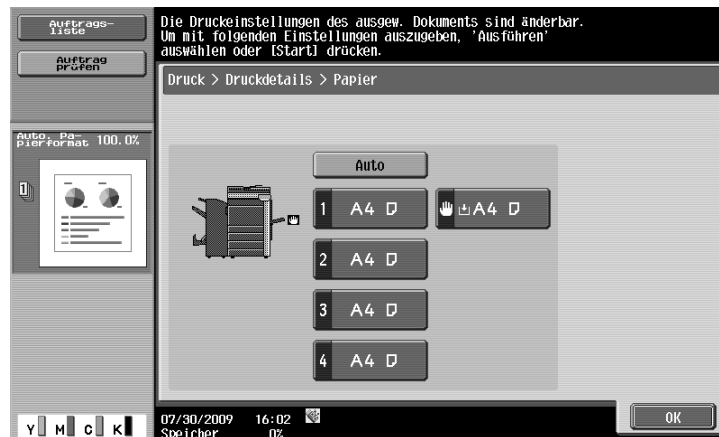 Auftrags-
liste
Auftrag
prüfen
Die Druckeinstellungen des ausgew. Dokuments sind änderbar.
Um mit folgenden Einstellungen auszugeben, 'Ausführen'
auswählen oder [Start] drücken.
Druck > Druckdetails > Papier
Auto. Pa-
pierformat 100.0%
1
Auto
1 A4
A4
2 A4
3 A4
4 A4
Y M C K
07/30/2009 16:02
Speicher 0%
OK